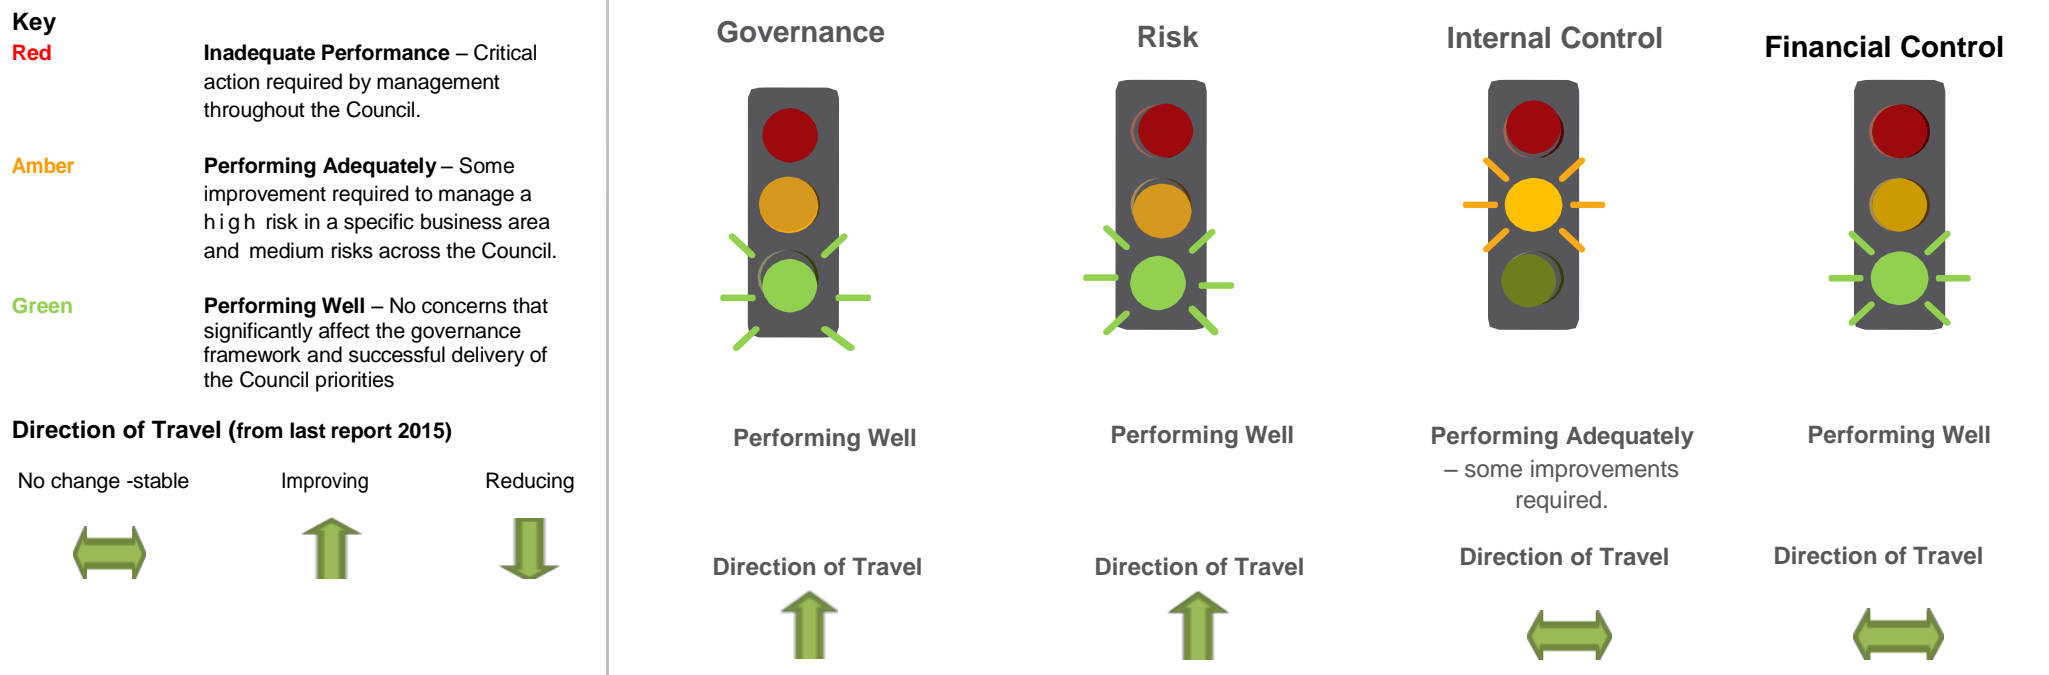 Key
Red Inadequate Performance – Critical
action required by management
throughout the Council.
Amber Performing Adequately – Some
improvement required to manage a
high risk in a specific business area
and medium risks across the Council.
Green Performing Well – No concerns that
significantly affect the governance
framework and successful delivery of
the Council priorities
Direction of Travel (from last report 2015)
No change -stable Improving Reducing
Governance
Performing Well
Direction of Travel
Risk
Performing Well
Direction of Travel
Internal Control
Performing Adequately
– some improvements
required.
Direction of Travel
Financial Control
Performing Well
Direction of Travel